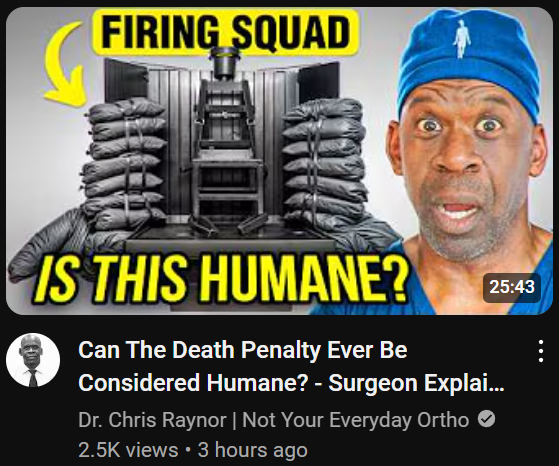 FIRING SQUAD
IS THIS HUMANE?
25:43
Can The Death Penalty Ever Be
Considered Humane? - Surgeon Explai...
Dr. Chris Raynor | Not Your Everyday Ortho
2.5K views • 3 hours ago